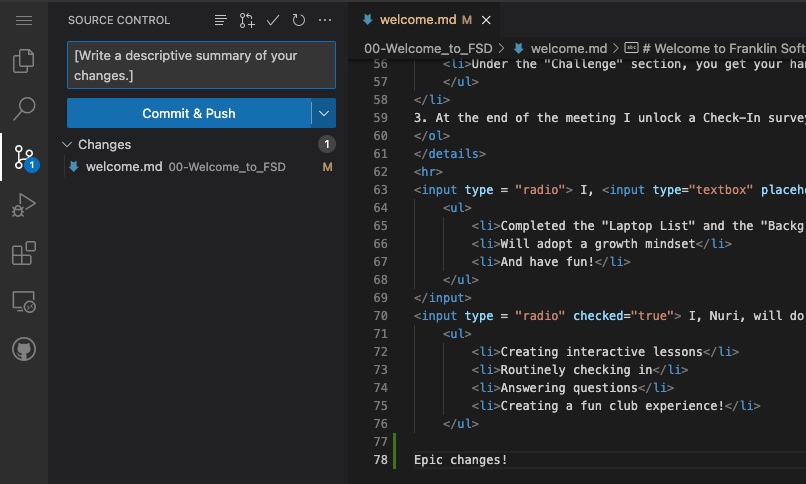 SOURCE CONTROL
[Write a descriptive summary of your
changes.]
Commit & Push
Changes 1
welcome.md 00-Welcome_to_FSD M
1
welcome.md M
00-Welcome_to_FSD > welcome.md > abc # Welcome to Franklin Soft
56 <li>Under the "Challenge" section, you get your han
57 </ul>
58 </li>
59 3. At the end of the meeting I unlock a Check-In survey
60 </ol>
61 </details>
62 <hr>
63 <input type = "radio"> I, <input type="textbox" placeho
64 <ul>
65 <li>Completed the "Laptop List" and the "Backg
66 <li>Will adopt a growth mindset</li>
67 <li>And have fun!</li>
68 </ul>
69 </input>
70 <input type = "radio" checked="true"> I, Nuri, will do
71 <ul>
72 <li>Creating interactive lessons</li>
73 <li>Routinely checking in</li>
74 <li>Answering questions</li>
75 <li>Creating a fun club experience!</li>
76 </ul>
77
78 Epic changes!